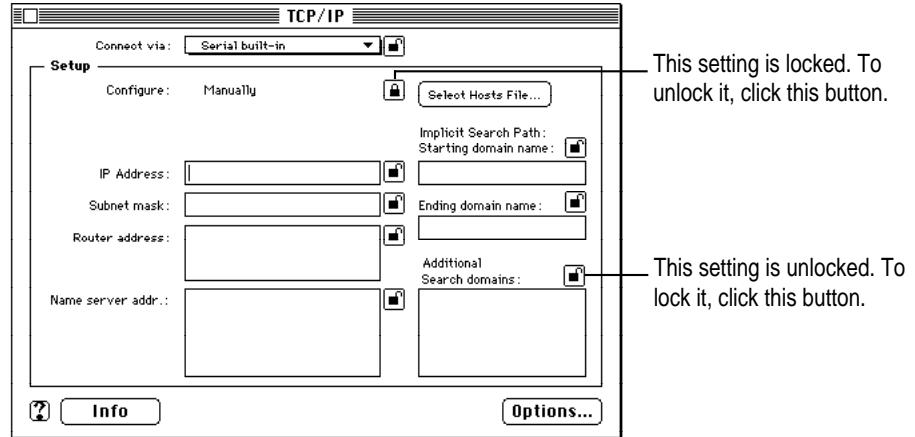 TCP/IP
Connect via: Serial built-in
Setup
Configure: Manually
Select Hosts File...
Implicit Search Path:
Starting domain name:
IP Address:
Subnet mask:
Ending domain name:
Router address:
Additional
Search domains:
Name server addr.:
? Info
Options...
This setting is locked. To
unlock it, click this button.
This setting is unlocked. To
lock it, click this button.